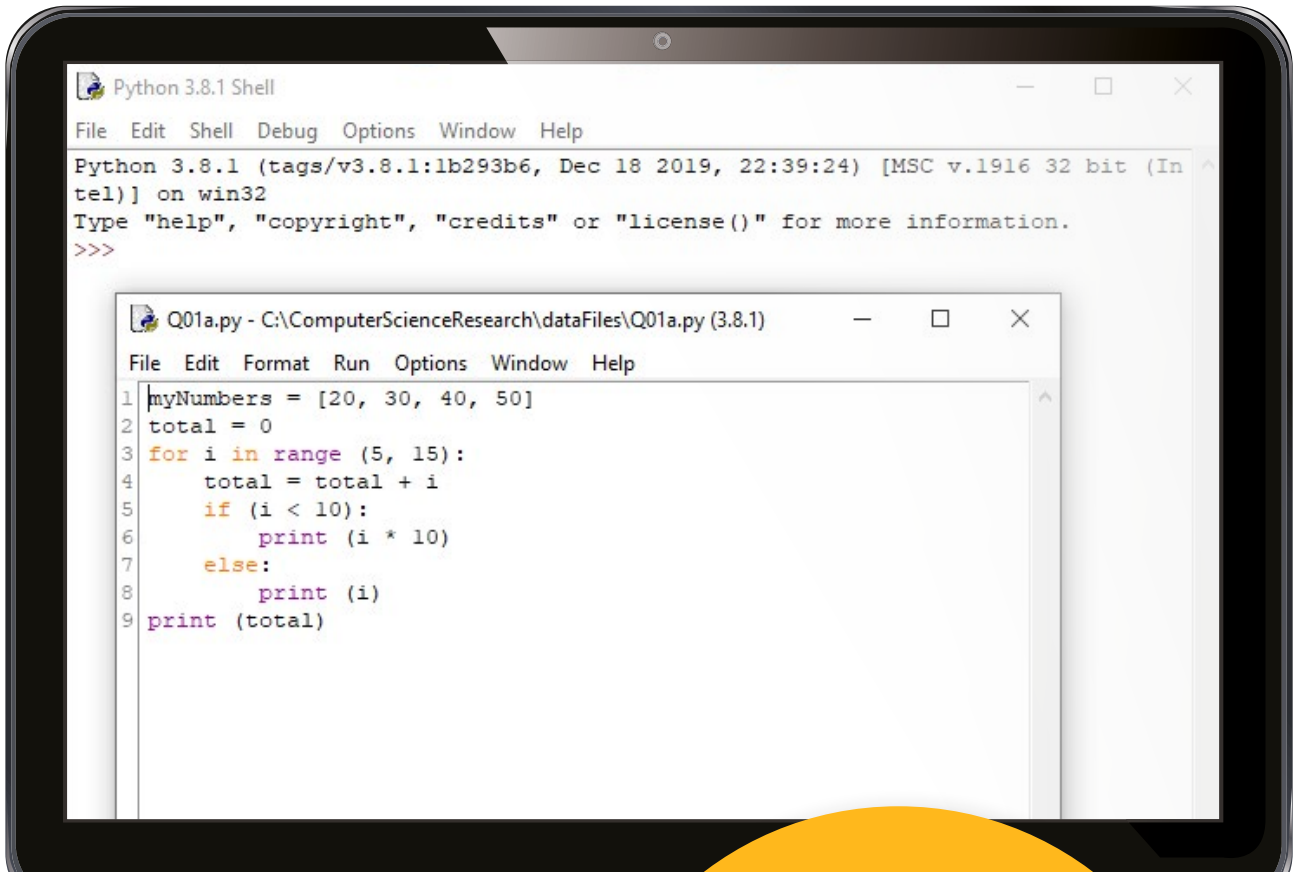 Python 3.8.1 Shell
File Edit Shell Debug Options Window Help
Python 3.8.1 (tags/v3.8.1:1b293b6, Dec 18 2019, 22:39:24) [MSC v.1916 32 bit (In
tel)] on win32
Type "help", "copyright", "credits" or "license()" for more information.
>>>
Q01a.py - C:\ComputerScienceResearch\dataFiles\Q01a.py (3.8.1)
File Edit Format Run Options Window Help
1 myNumbers = [20, 30, 40, 50]
2 total = 0
3 for i in range (5, 15):
4     total = total + i
5     if (i < 10):
6         print (i * 10)
7     else:
8         print (i)
9 print (total)